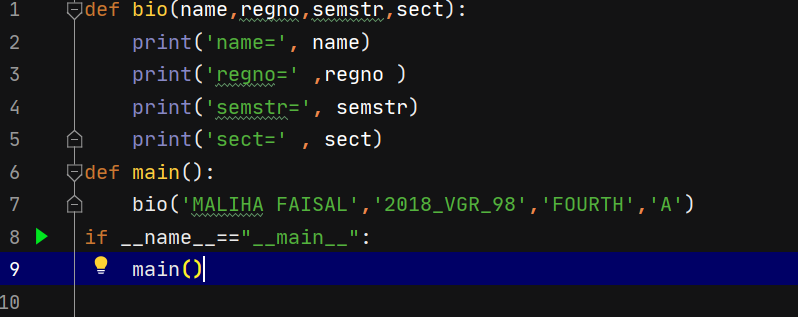 1 def bio(name,regno,semstr,sect):
2     print('name=', name)
3     print('regno=' ,regno )
4     print('semstr=', semstr)
5     print('sect=' , sect)
6 def main():
7     bio('MALIHA FAISAL','2018_VGR_98','FOURTH','A')
8 if __name__=="__main__":
9     main()
10